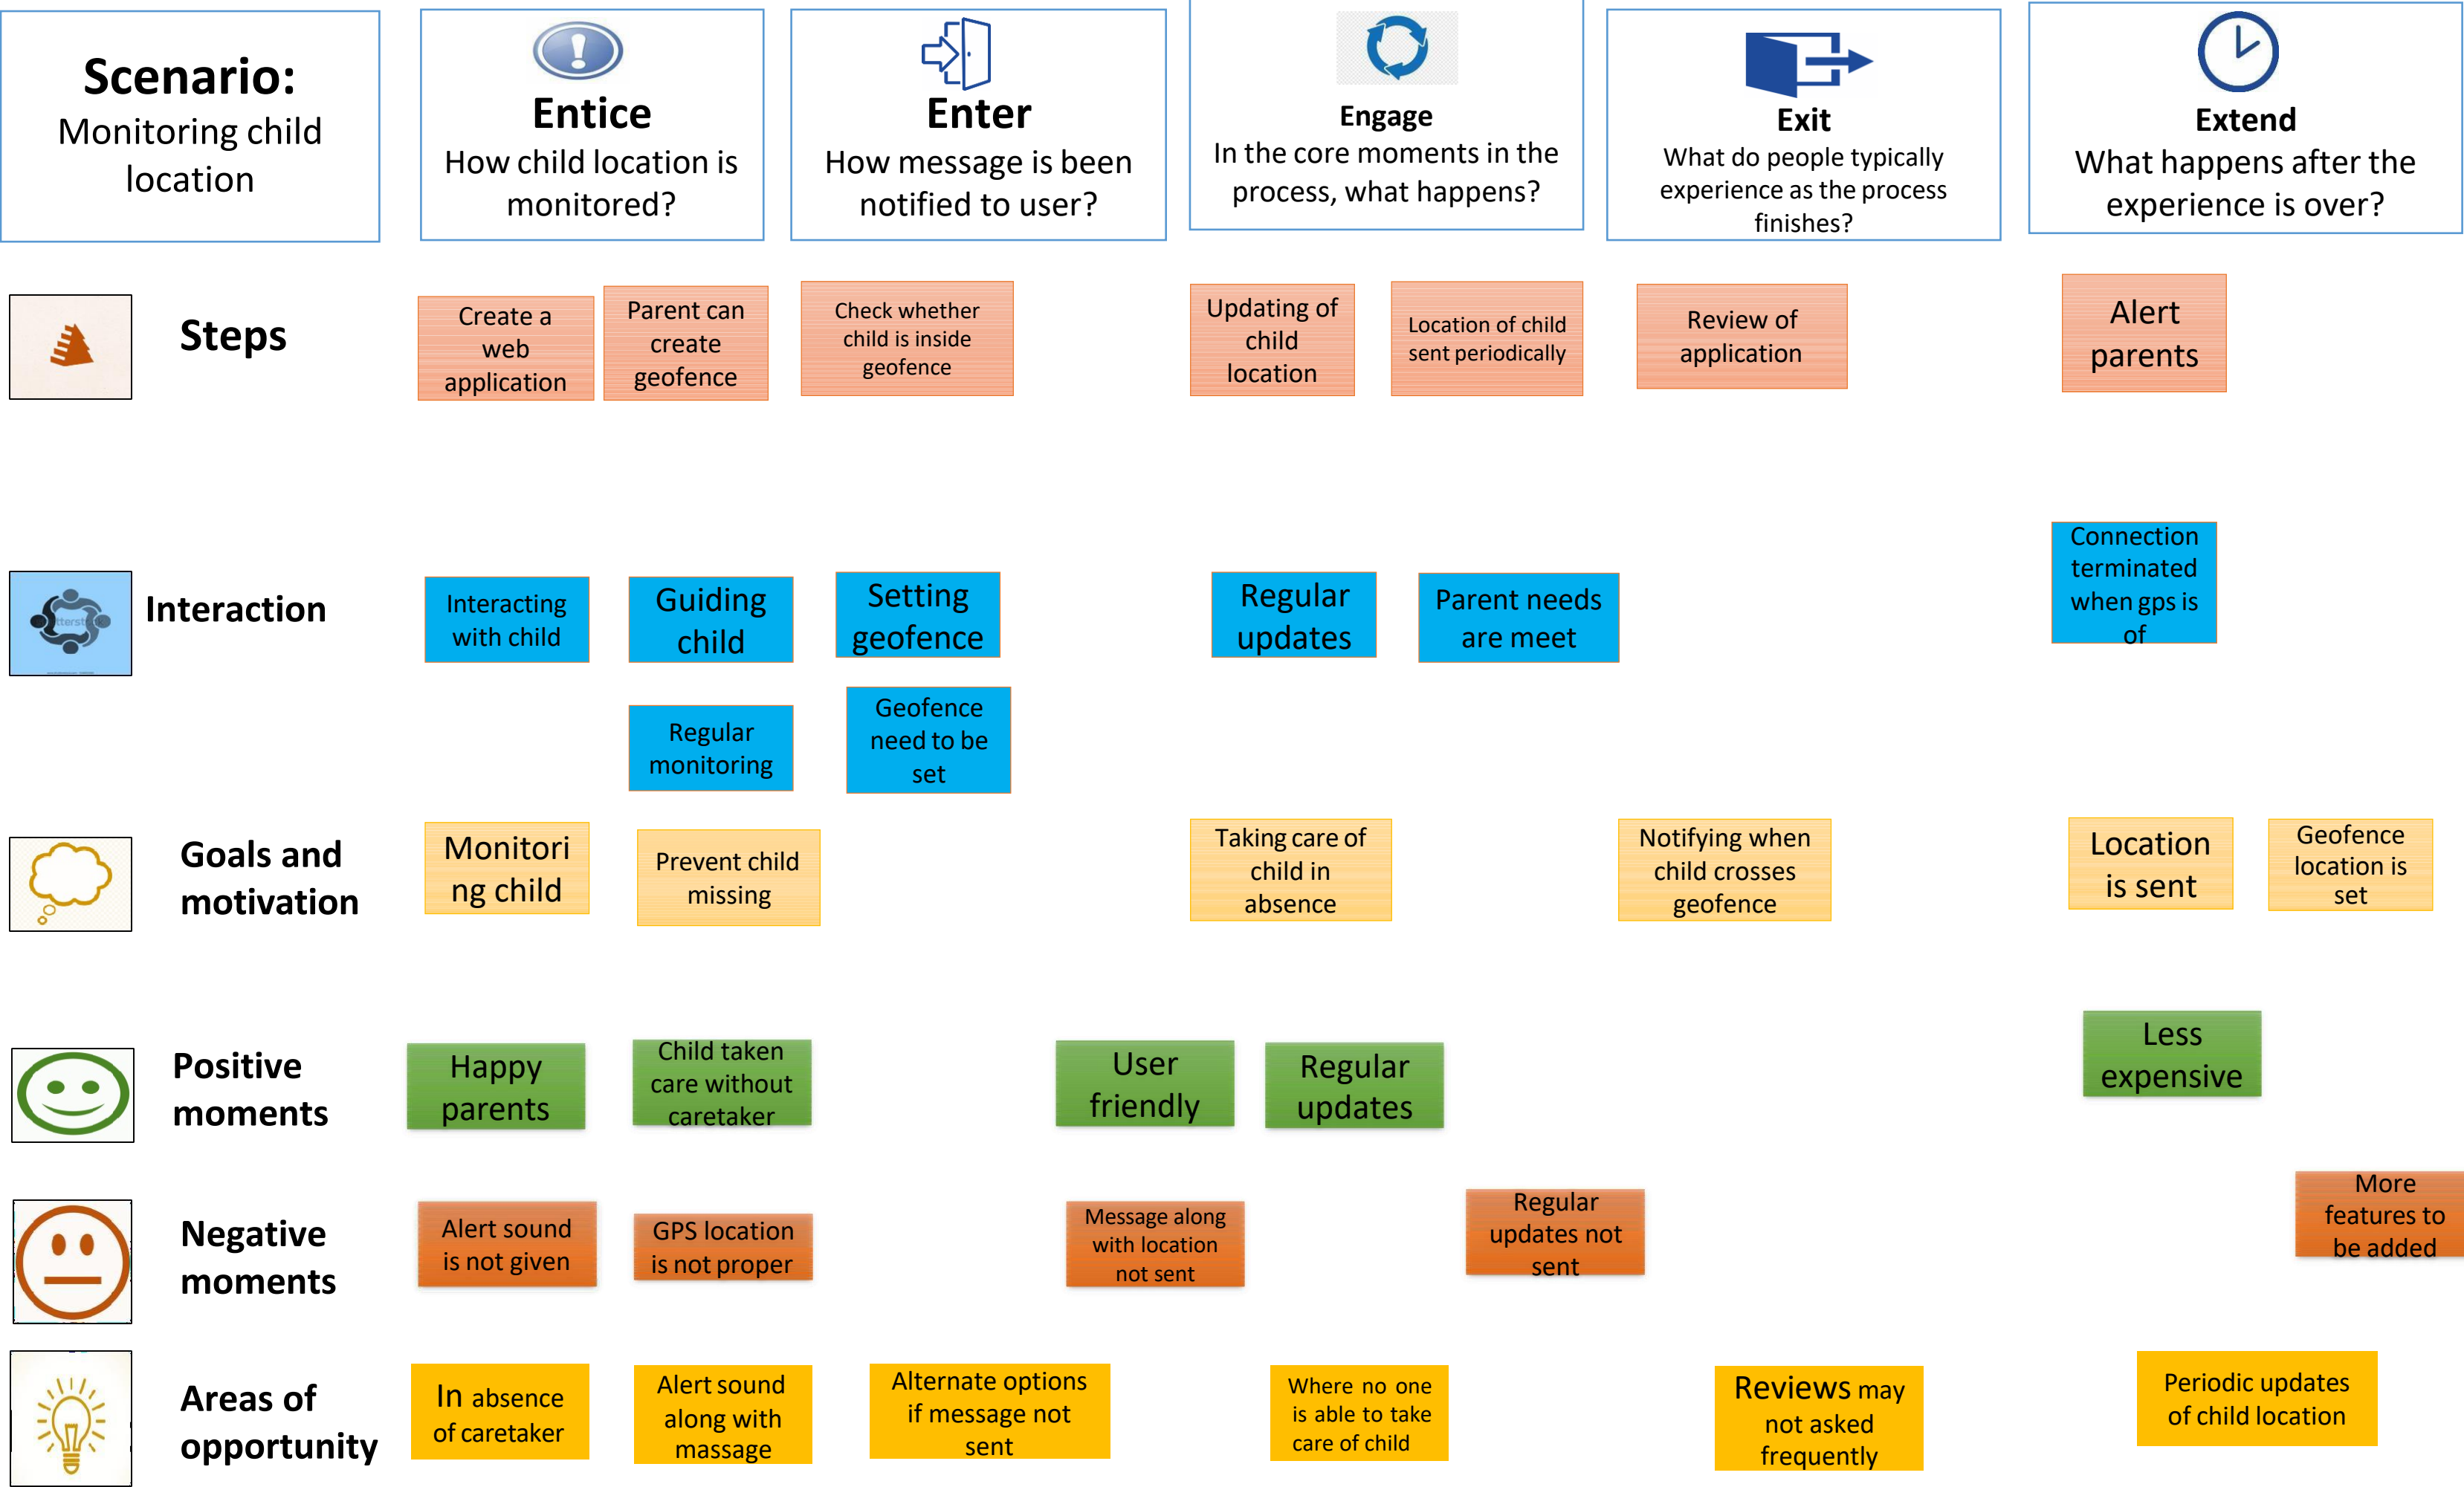 Scenario:
Monitoring child
location
Entice
How child location is
monitored?
Enter
How message is been
notified to user?
Engage
In the core moments in the
process, what happens?
Exit
What do people typically
experience as the process
finishes?
Extend
What happens after the
experience is over?
Steps
Create a
web
application
Parent can
create
geofence
Check whether
child is inside
geofence
Updating of
child
location
Location of child
sent periodically
Review of
application
Alert
parents
Interaction
Interacting
with child
Guiding
child
Setting
geofence
Regular
updates
Parent needs
are meet
Connection
terminated
when gps is
of
Regular
monitoring
Geofence
need to be
set
Goals and
motivation
Monitori
ng child
Prevent child
missing
Taking care of
child in
absence
Notifying when
child crosses
geofence
Location
is sent
Geofence
location is
set
Positive
moments
Happy
parents
Child taken
care without
caretaker
User
friendly
Regular
updates
Less
expensive
Negative
moments
Alert sound
is not given
GPS location
is not proper
Message along
with location
not sent
Regular
updates not
sent
More
features to
be added
Areas of
opportunity
In absence
of caretaker
Alert sound
along with
massage
Alternate options
if message not
sent
Where no one
is able to take
care of child
Reviews may
not asked
frequently
Periodic updates
of child location